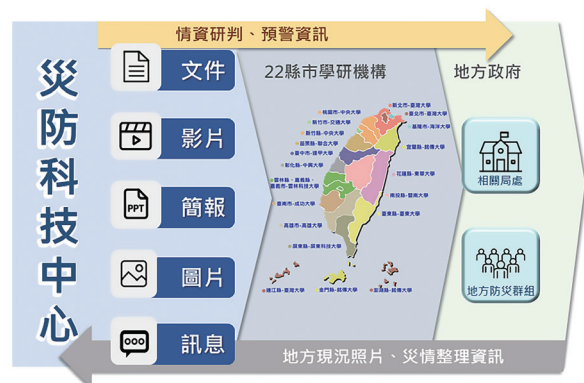 情資研判、預警資訊
災防科技中心
文件
影片
簡報
PPT
圖片
訊息
22縣市學研機構
新北市-臺灣大學
桃園市-中央大學
臺北市-臺灣大學
新竹市-交通大學
基隆市-海洋大學
新竹縣-中央大學
苗栗縣-聯合大學
宜蘭縣-銘傳大學
臺中市-逢甲大學
彰化縣-中興大學
花蓮縣-東華大學
雲林縣、嘉義縣、
嘉義市-雲林科技大學
南投縣-暨南大學
臺南市-成功大學
臺東縣-臺東大學
高雄市-高雄大學
屏東縣-屏東科技大學
連江縣-臺灣大學
金門縣-銘傳大學
澎湖縣-銘傳大學
地方政府
相關局處
地方防災群組
地方現況照片、災情整理資訊